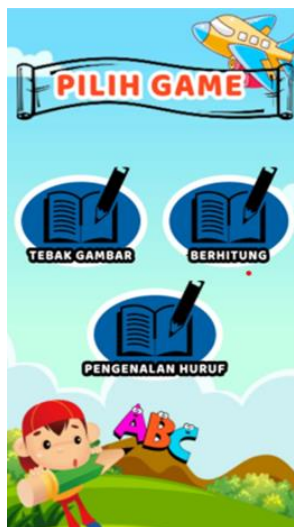 PILIH GAME
TEBAK GAMBAR
BERHITUNG
PENGENALAN HURUF
ABC